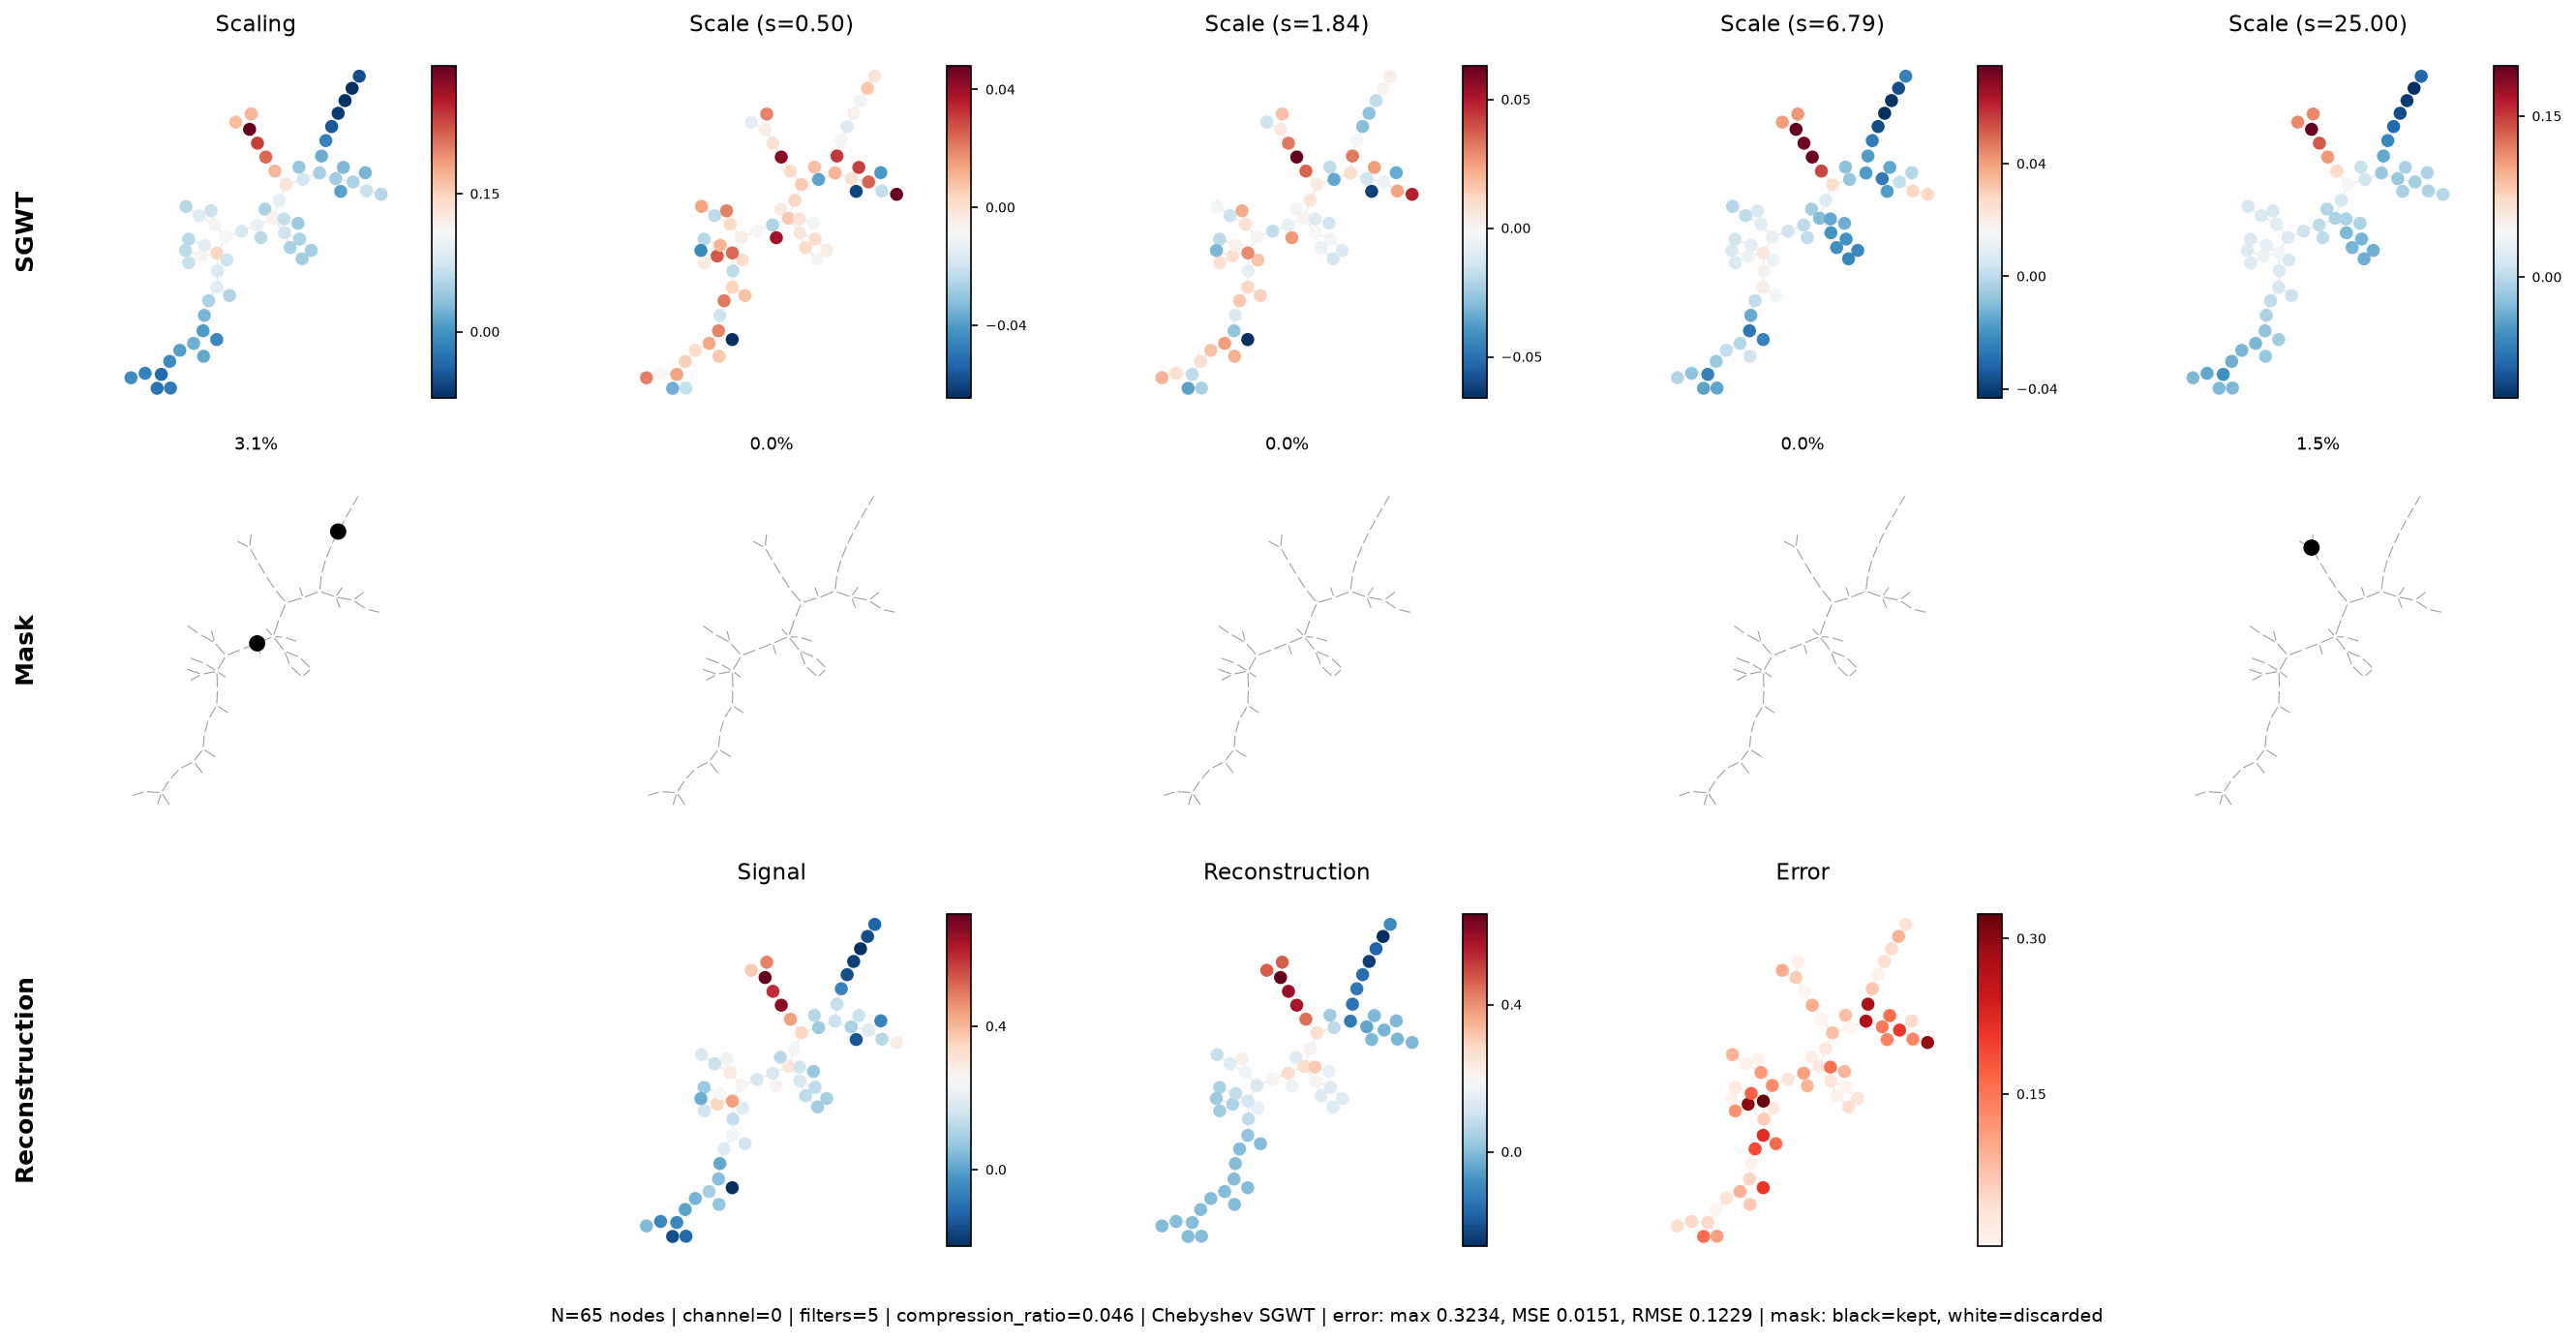 Scaling
Scale (s=0.50)
Scale (s=1.84)
Scale (s=6.79)
Scale (s=25.00)
SGWT
0.15
0.00
0.04
0.00
−0.04
0.05
0.00
−0.05
0.04
0.00
−0.04
0.15
0.00
3.1%
0.0%
0.0%
0.0%
1.5%
Mask
Signal
Reconstruction
Error
Reconstruction
0.4
0.0
0.4
0.0
0.30
0.15
N=65 nodes | channel=0 | filters=5 | compression_ratio=0.046 | Chebyshev SGWT | error: max 0.3234, MSE 0.0151, RMSE 0.1229 | mask: black=kept, white=discarded